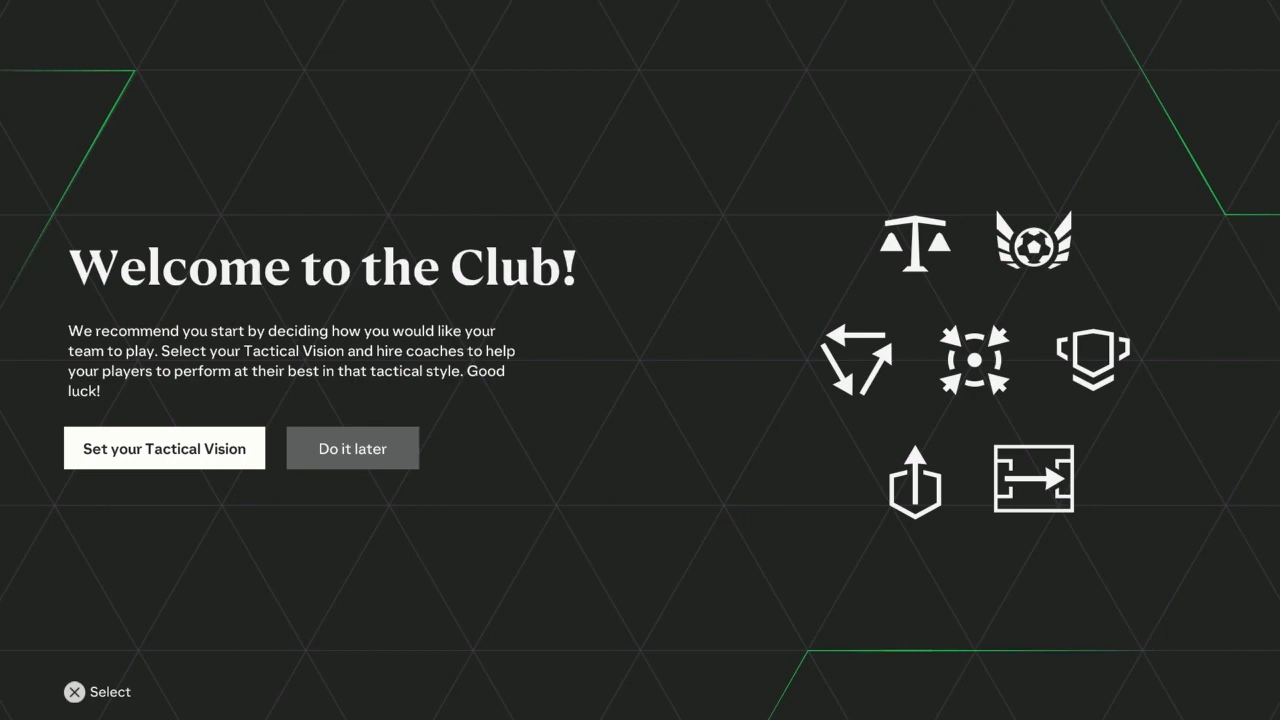 Welcome to the Club!
We recommend you start by deciding how you would like your
team to play. Select your Tactical Vision and hire coaches to help
your players to perform at their best in that tactical style. Good
luck!
Set your Tactical Vision
Do it later
Select